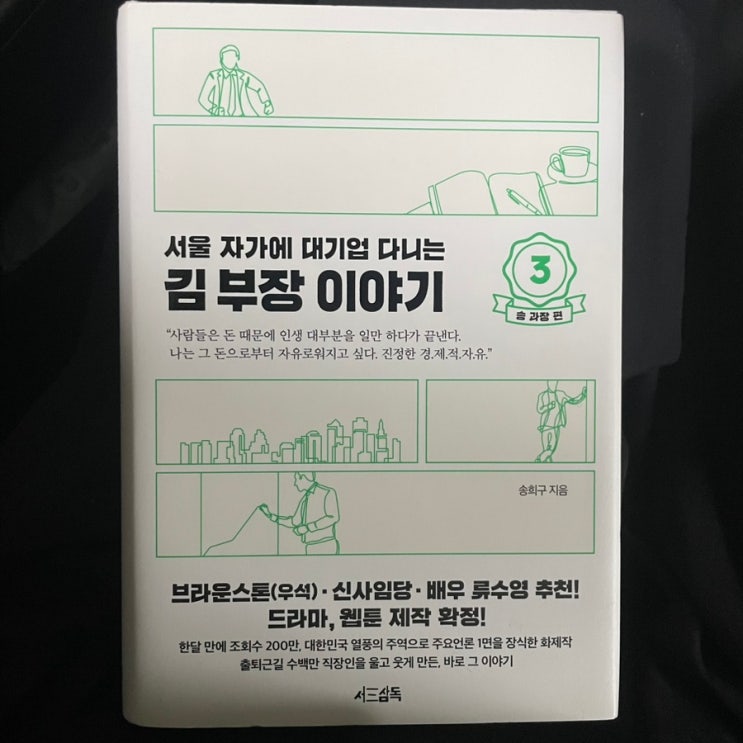 서울 자가에 대기업 다니는
김 부장 이야기
3
송 과장 편
“사람들은 돈 때문에 인생 대부분을 일만 하다가 끝낸다.
나는 그 돈으로부터 자유로워지고 싶다. 진정한 경.제.적.자.유.”
송희구 지음
브라운스톤(우석)·신사임당·배우 류수영 추천!
드라마, 웹툰 제작 확정!
한달 만에 조회수 200만, 대한민국 열풍의 주역으로 주요언론 1면을 장식한 화제작
출퇴근길 수백만 직장인을 울고 웃게 만든, 바로 그 이야기
서삼독